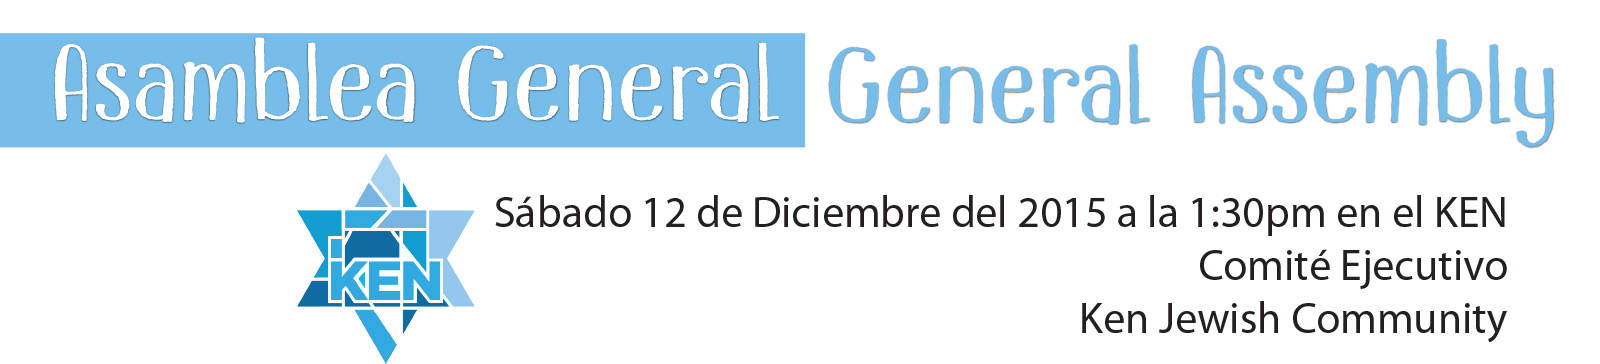 Asamblea General General Assembly
Sábado 12 de Diciembre del 2015 a la 1:30pm en el KEN
Comité Ejecutivo
KEN
Ken Jewish Community